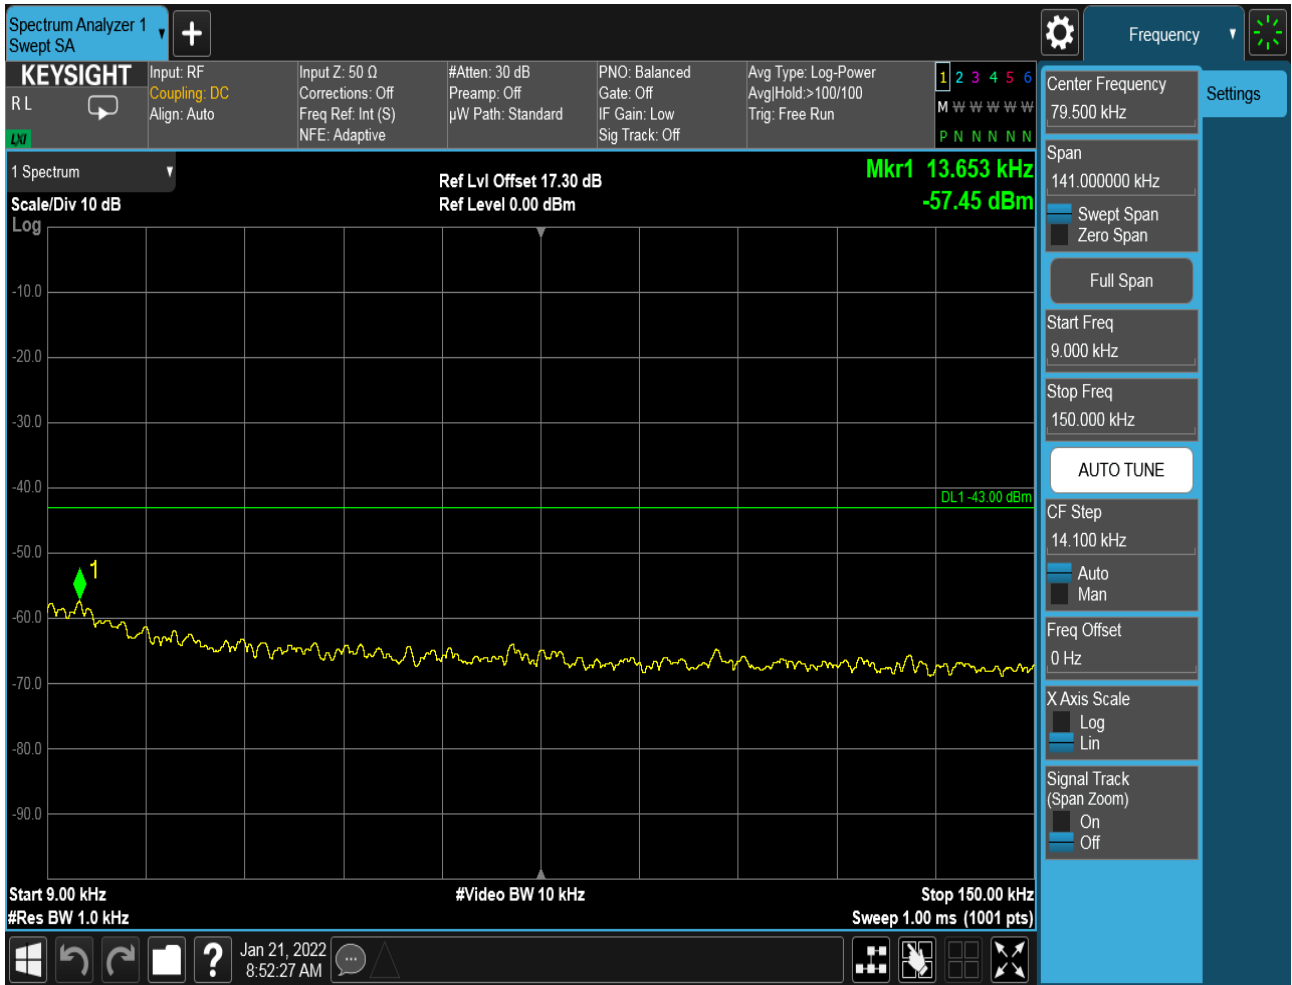 Spectrum Analyzer 1
Swept SA
Frequency
KEYSIGHT
R L
LXI
Input: RF
Coupling: DC
Align: Auto
Input Z: 50 Ω
Corrections: Off
Freq Ref: Int (S)
NFE: Adaptive
#Atten: 30 dB
Preamp: Off
µW Path: Standard
PNO: Balanced
Gate: Off
IF Gain: Low
Sig Track: Off
Avg Type: Log-Power
Avg|Hold:>100/100
Trig: Free Run
1 2 3 4 5 6
M W W W W W
P N N N N N
1 Spectrum
Scale/Div 10 dB
Log
Ref Lvl Offset 17.30 dB
Ref Level 0.00 dBm
Mkr1 13.653 kHz
-57.45 dBm
-10.0
-20.0
-30.0
-40.0
DL1 -43.00 dBm
-50.0
1
-60.0
-70.0
-80.0
-90.0
Start 9.00 kHz
#Res BW 1.0 kHz
#Video BW 10 kHz
Stop 150.00 kHz
Sweep 1.00 ms (1001 pts)
Center Frequency
79.500 kHz
Settings
Span
141.000000 kHz
Swept Span
Zero Span
Full Span
Start Freq
9.000 kHz
Stop Freq
150.000 kHz
AUTO TUNE
CF Step
14.100 kHz
Auto
Man
Freq Offset
0 Hz
X Axis Scale
Log
Lin
Signal Track
(Span Zoom)
On
Off
?
Jan 21, 2022
8:52:27 AM